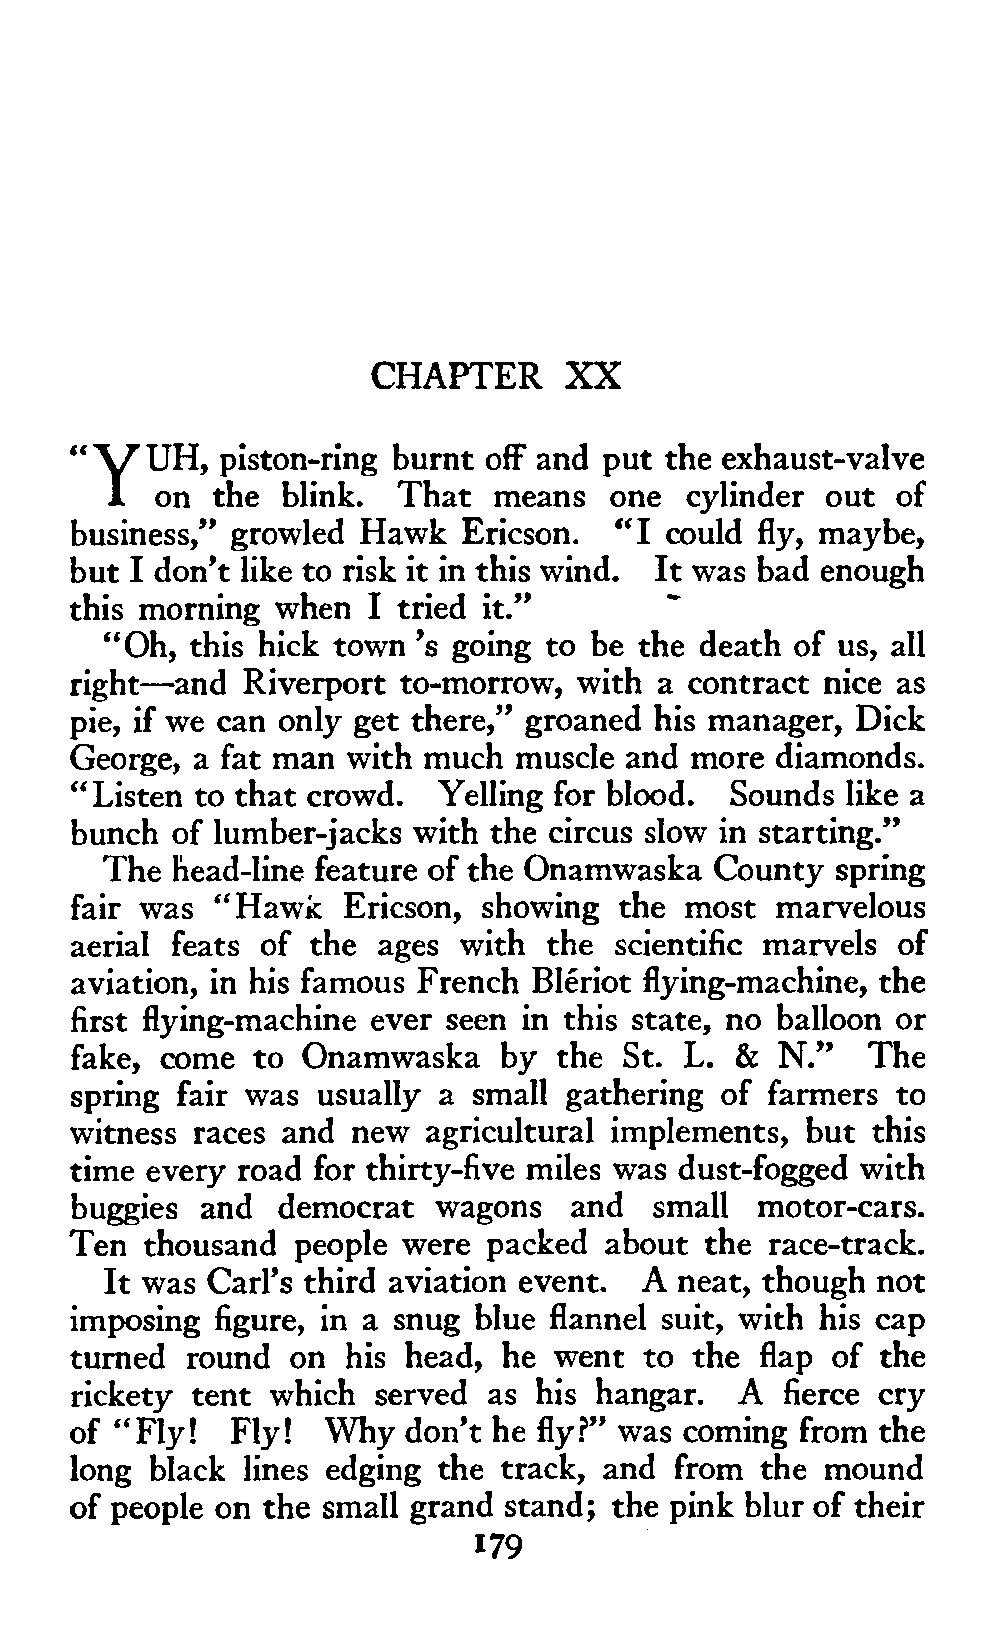 CHAPTER XX
“YUH, piston-ring burnt off and put the exhaust-valve
on the blink. That means one cylinder out of
business,” growled Hawk Ericson. “I could fly, maybe,
but I don’t like to risk it in this wind. It was bad enough
this morning when I tried it.”
“Oh, this hick town ’s going to be the death of us, all
right—and Riverport to-morrow, with a contract nice as
pie, if we can only get there,” groaned his manager, Dick
George, a fat man with much muscle and more diamonds.
“Listen to that crowd. Yelling for blood. Sounds like a
bunch of lumber-jacks with the circus slow in starting.”
The head-line feature of the Onamwaska County spring
fair was “Hawk Ericson, showing the most marvelous
aerial feats of the ages with the scientific marvels of
aviation, in his famous French Blériot flying-machine, the
first flying-machine ever seen in this state, no balloon or
fake, come to Onamwaska by the St. L. & N.” The
spring fair was usually a small gathering of farmers to
witness races and new agricultural implements, but this
time every road for thirty-five miles was dust-fogged with
buggies and democrat wagons and small motor-cars.
Ten thousand people were packed about the race-track.
It was Carl’s third aviation event. A neat, though not
imposing figure, in a snug blue flannel suit, with his cap
turned round on his head, he went to the flap of the
rickety tent which served as his hangar. A fierce cry
of “Fly! Fly! Why don’t he fly?” was coming from the
long black lines edging the track, and from the mound
of people on the small grand stand; the pink blur of their
179